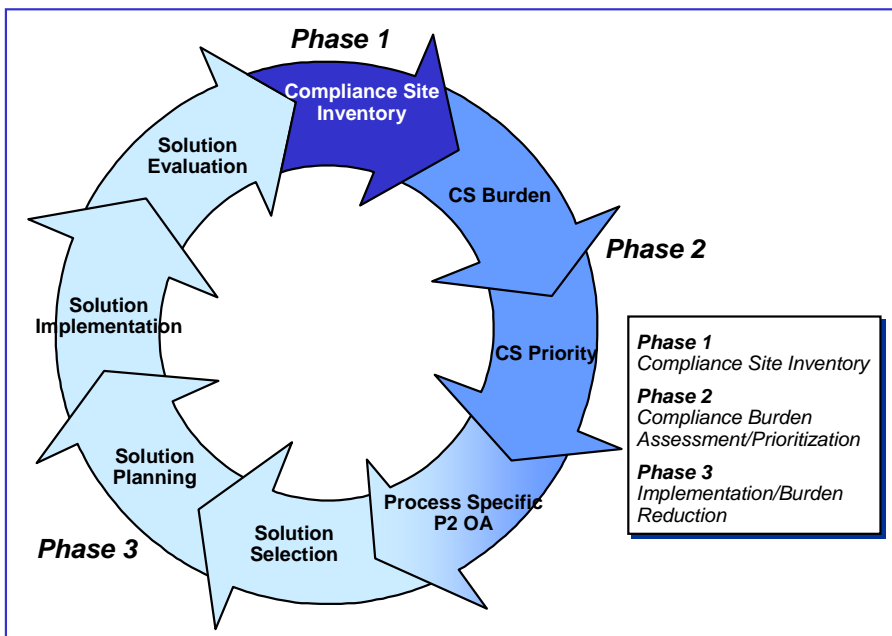 Phase 1
Compliance Site
Inventory
CS Burden
Phase 2
CS Priority
Process Specific
P2 OA
Solution
Selection
Solution
Planning
Phase 3
Solution
Implementation
Solution
Evaluation
Phase 1
Compliance Site Inventory
Phase 2
Compliance Burden
Assessment/Prioritization
Phase 3
Implementation/Burden
Reduction